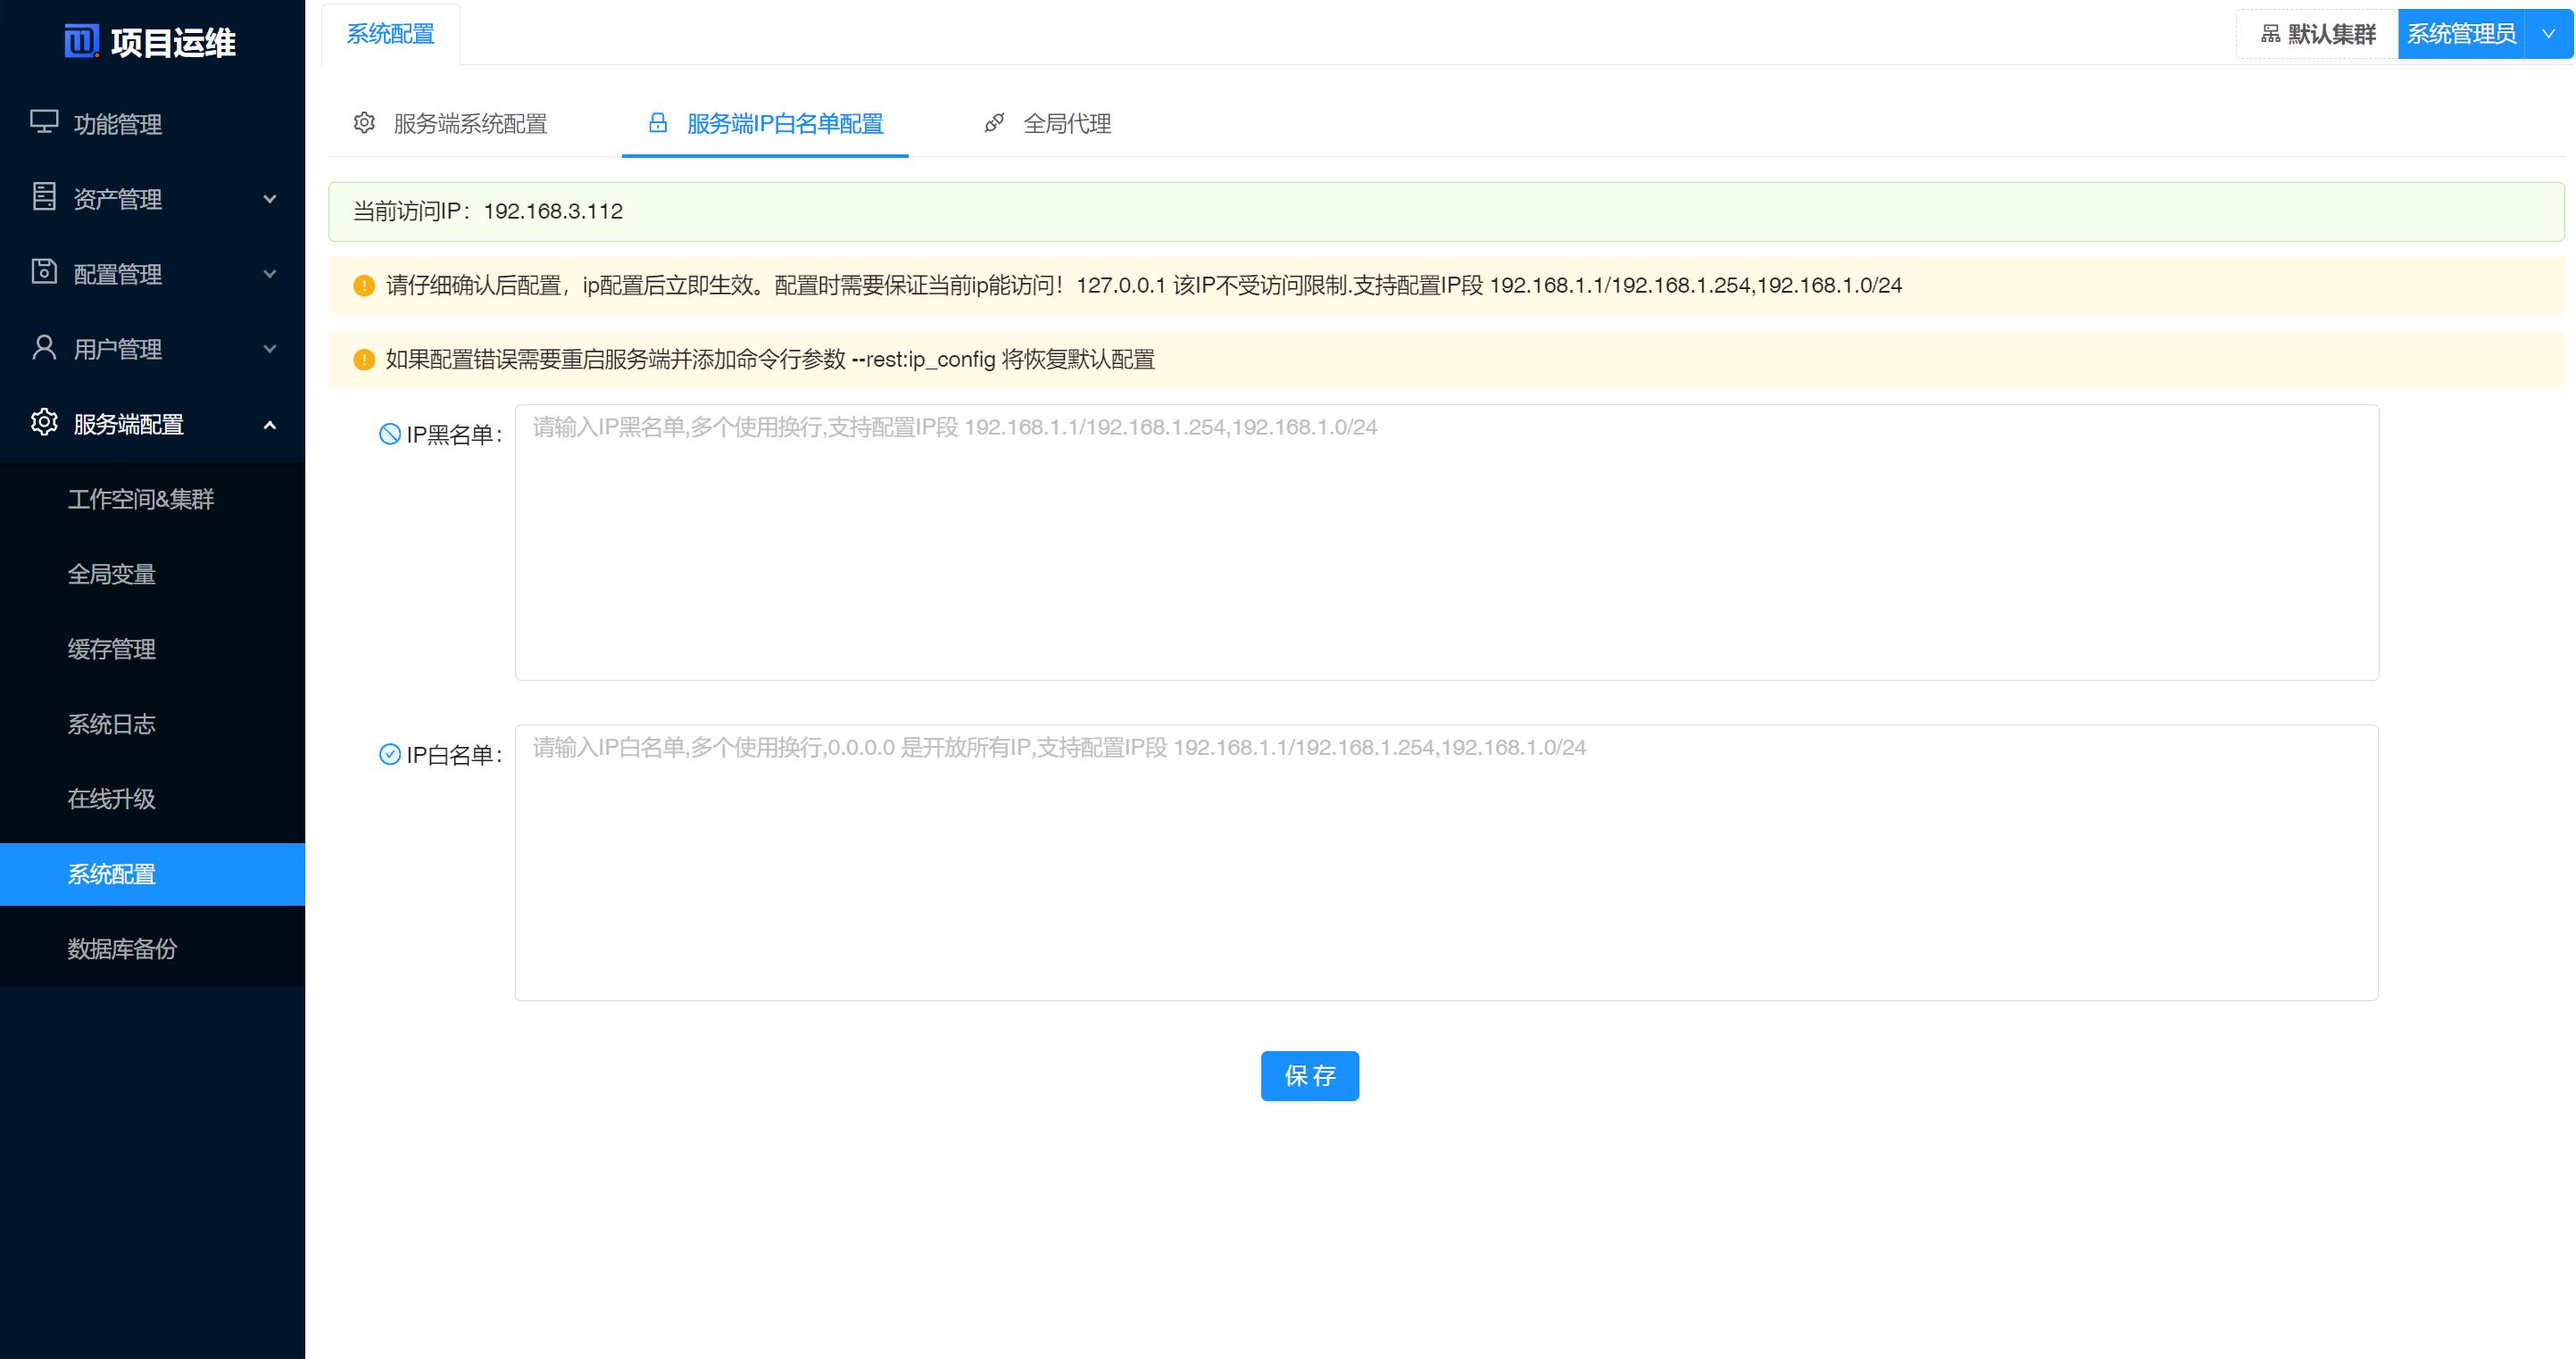 项目运维
功能管理
资产管理
配置管理
用户管理
服务端配置
工作空间&集群
全局变量
缓存管理
系统日志
在线升级
系统配置
数据库备份
系统配置
默认集群
系统管理员
服务端系统配置
服务端IP白名单配置
全局代理
当前访问IP：192.168.3.112
请仔细确认后配置，ip配置后立即生效。配置时需要保证当前ip能访问！127.0.0.1 该IP不受访问限制.支持配置IP段 192.168.1.1/192.168.1.254,192.168.1.0/24
如果配置错误需要重启服务端并添加命令行参数 --rest:ip_config 将恢复默认配置
IP黑名单:
请输入IP黑名单,多个使用换行,支持配置IP段 192.168.1.1/192.168.1.254,192.168.1.0/24
IP白名单:
请输入IP白名单,多个使用换行,0.0.0.0 是开放所有IP,支持配置IP段 192.168.1.1/192.168.1.254,192.168.1.0/24
保 存